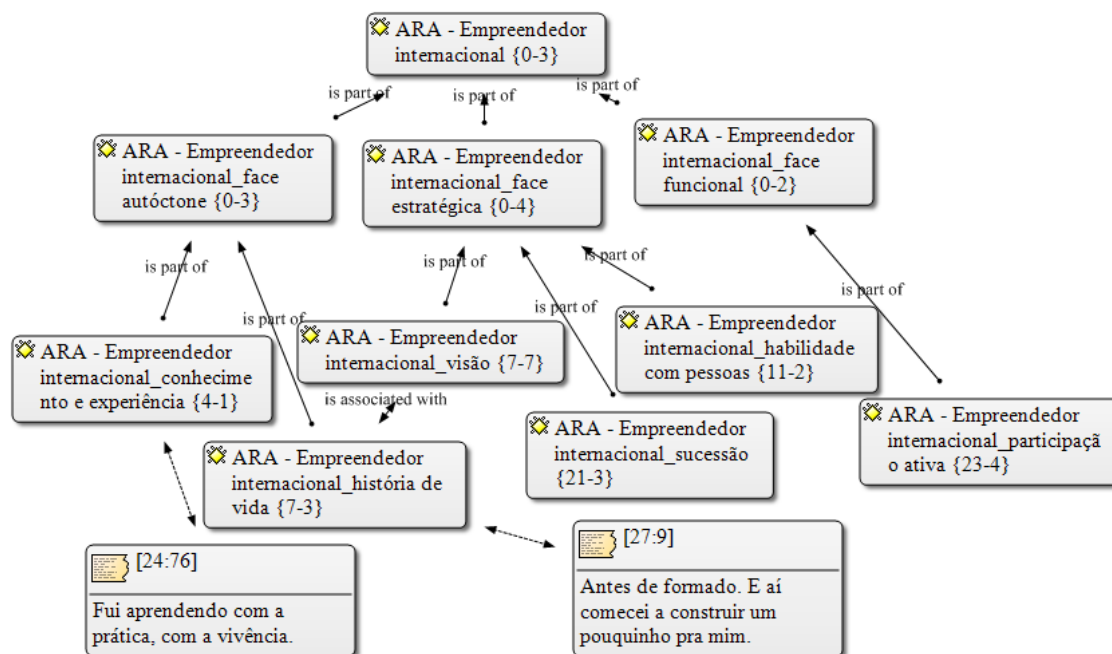 ARA - Empreendedor
internacional {0-3}
is part of
is part of
is part of
ARA - Empreendedor
internacional_face
autóctone {0-3}
ARA - Empreendedor
internacional_face
estratégica {0-4}
ARA - Empreendedor
internacional_face
funcional {0-2}
is part of
is part of
is part of
is part of
is part of
is part of
ARA - Empreendedor
internacional_conhecime
nto e experiência {4-1}
ARA - Empreendedor
internacional_visão {7-7}
ARA - Empreendedor
internacional_habilidade
com pessoas {11-2}
is associated with
ARA - Empreendedor
internacional_história de
vida {7-3}
ARA - Empreendedor
internacional_sucessão
{21-3}
ARA - Empreendedor
internacional_participaçã
o ativa {23-4}
[24:76]
Fui aprendendo com a
prática, com a vivência.
[27:9]
Antes de formado. E aí
comecei a construir um
pouquinho pra mim.